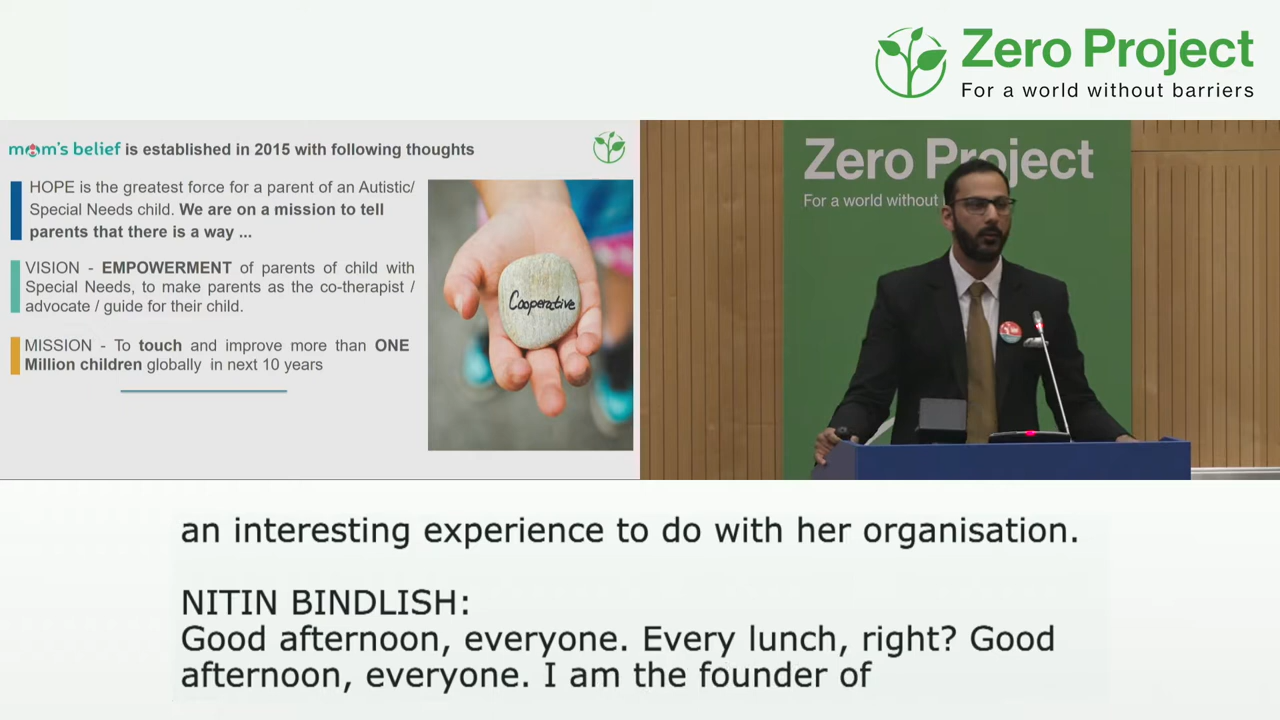 Zero Project
For a world without barriers
mom's belief is established in 2015 with following thoughts
HOPE is the greatest force for a parent of an Autistic/
Special Needs child. We are on a mission to tell
parents that there is a way ...
VISION - EMPOWERMENT of parents of child with
Special Needs, to make parents as the co-therapist /
advocate / guide for their child.
MISSION - To touch and improve more than ONE
Million children globally in next 10 years
Cooperative
Zero Project
For a world without
an interesting experience to do with her organisation.
NITIN BINDLISH:
Good afternoon, everyone. Every lunch, right? Good
afternoon, everyone. I am the founder of